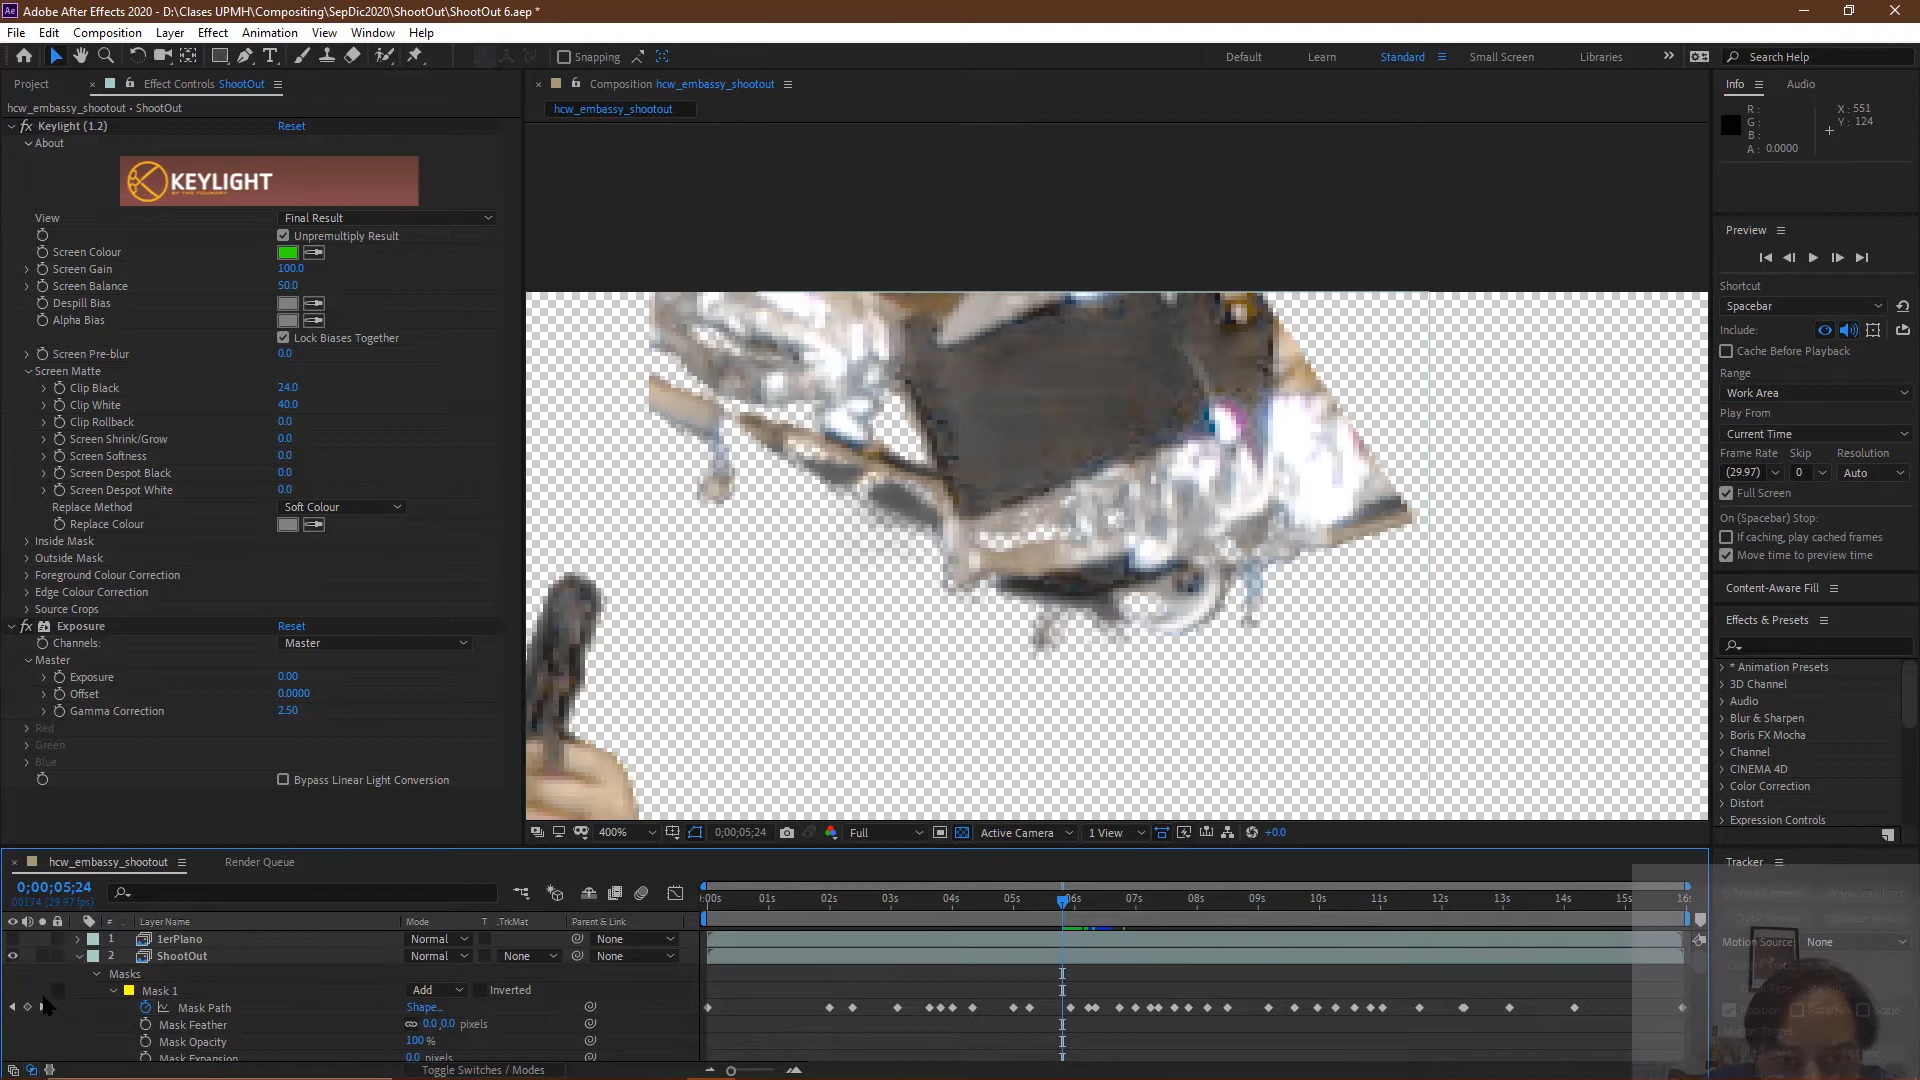 Adobe After Effects 2020 - D:\Clases UPMH\Compositing\SepDic2020\ShootOut\ShootOut 6.aep *
File Edit Composition Layer Effect Animation View Window Help
Snapping Default Learn Standard Small Screen Libraries Search Help
Project Effect Controls ShootOut
hcw_embassy_shootout • ShootOut
Keylight (1.2) Reset
About
KEYLIGHT
BY THE FOUNDRY
View Final Result
Unpremultiply Result
Screen Colour
Screen Gain 100.0
Screen Balance 50.0
Despill Bias
Alpha Bias
Lock Biases Together
Screen Pre-blur 0.0
Screen Matte
Clip Black 24.0
Clip White 40.0
Clip Rollback 0.0
Screen Shrink/Grow 0.0
Screen Softness 0.0
Screen Despot Black 0.0
Screen Despot White 0.0
Replace Method Soft Colour
Replace Colour
Inside Mask
Outside Mask
Foreground Colour Correction
Edge Colour Correction
Source Crops
Exposure Reset
Channels: Master
Master
Exposure 0.00
Offset 0.0000
Gamma Correction 2.50
Red
Green
Blue
Bypass Linear Light Conversion
Composition hcw_embassy_shootout
hcw_embassy_shootout
400% 0;00;05;24 Full Active Camera 1 View +0.0
Info Audio
R: X: 551
G: Y: 124
B:
A: 0.0000
Preview
Shortcut
Spacebar
Include:
Cache Before Playback
Range
Work Area
Play From
Current Time
Frame Rate Skip Resolution
(29.97) 0 Auto
Full Screen
On (Spacebar) Stop:
If caching, play cached frames
Move time to preview time
Content-Aware Fill
Effects & Presets
* Animation Presets
3D Channel
Audio
Blur & Sharpen
Boris FX Mocha
Channel
CINEMA 4D
Color Correction
Distort
Expression Controls
Tracker
Motion Source: None
hcw_embassy_shootout Render Queue
0;00;05;24
00174 (29.97 fps)
:00s 01s 02s 03s 04s 05s 06s 07s 08s 09s 10s 11s 12s 13s 14s 15s 16s
# Layer Name Mode T .TrkMat Parent & Link
1 1erPlano Normal None
2 ShootOut Normal None None
Masks
Mask 1 Add Inverted
Mask Path Shape...
Mask Feather 0.0,0.0 pixels
Mask Opacity 100 %
Mask Expansion 0.0 pixels
Toggle Switches / Modes